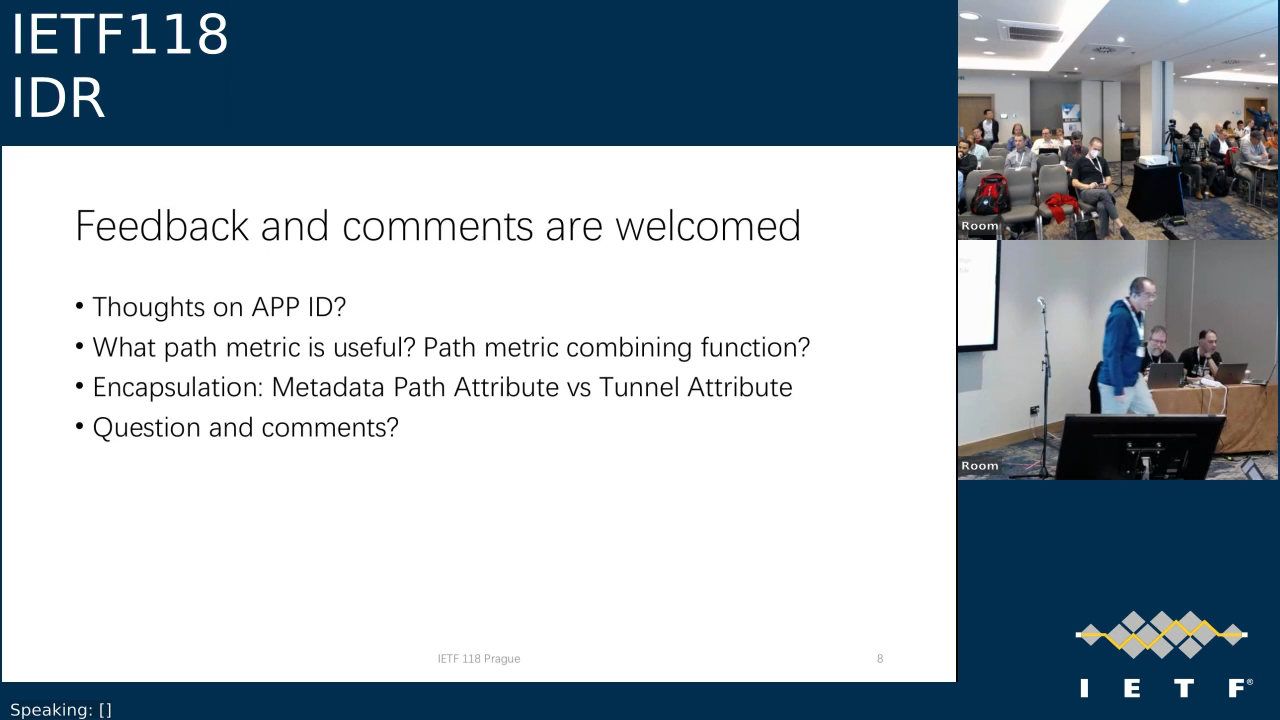 IETF118
IDR
Feedback and comments are welcomed
• Thoughts on APP ID?
• What path metric is useful? Path metric combining function?
• Encapsulation: Metadata Path Attribute vs Tunnel Attribute
• Question and comments?
IETF 118 Prague
8
Room
Room
I E T F®
Speaking: []